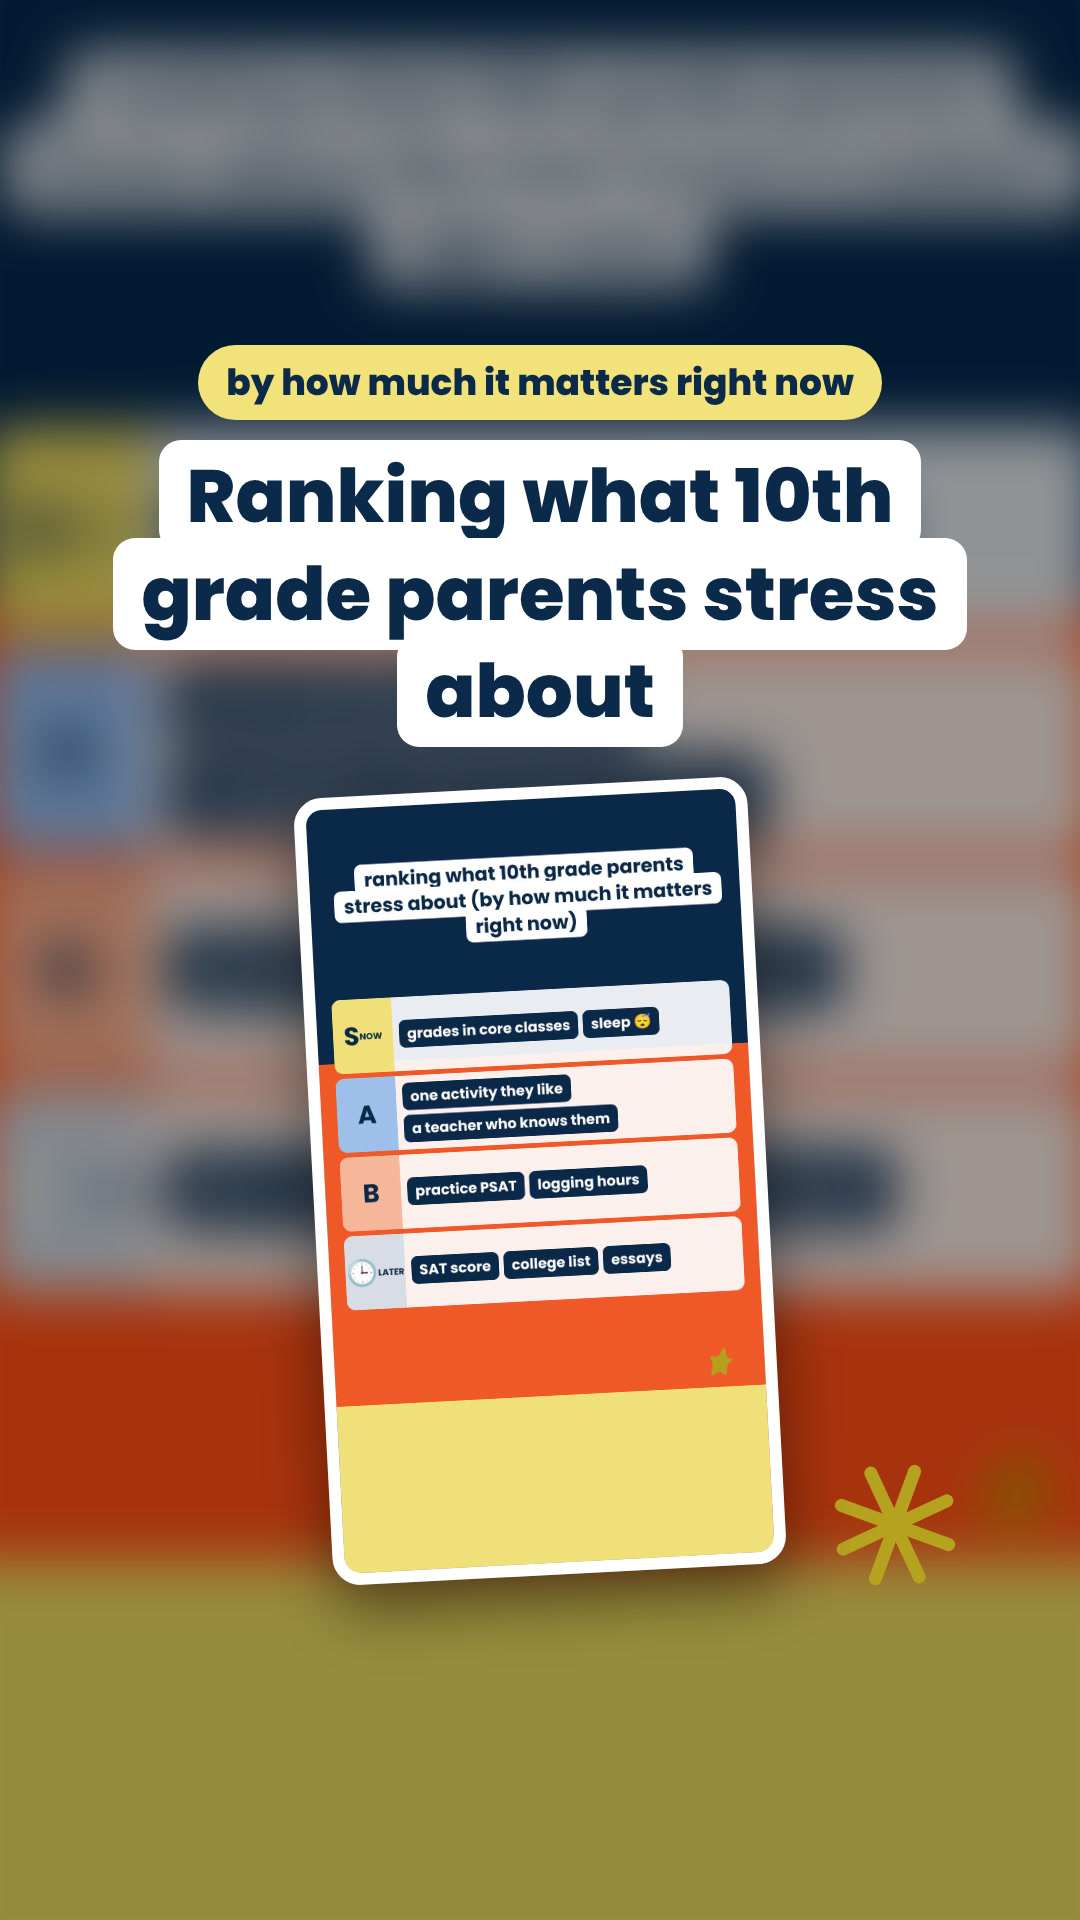 by how much it matters right now
Ranking what 10th
grade parents stress
about
ranking what 10th grade parents
stress about (by how much it matters
right now)
S NOW
grades in core classes
sleep 😴
A
one activity they like
a teacher who knows them
B
practice PSAT
logging hours
🕒 LATER
SAT score
college list
essays